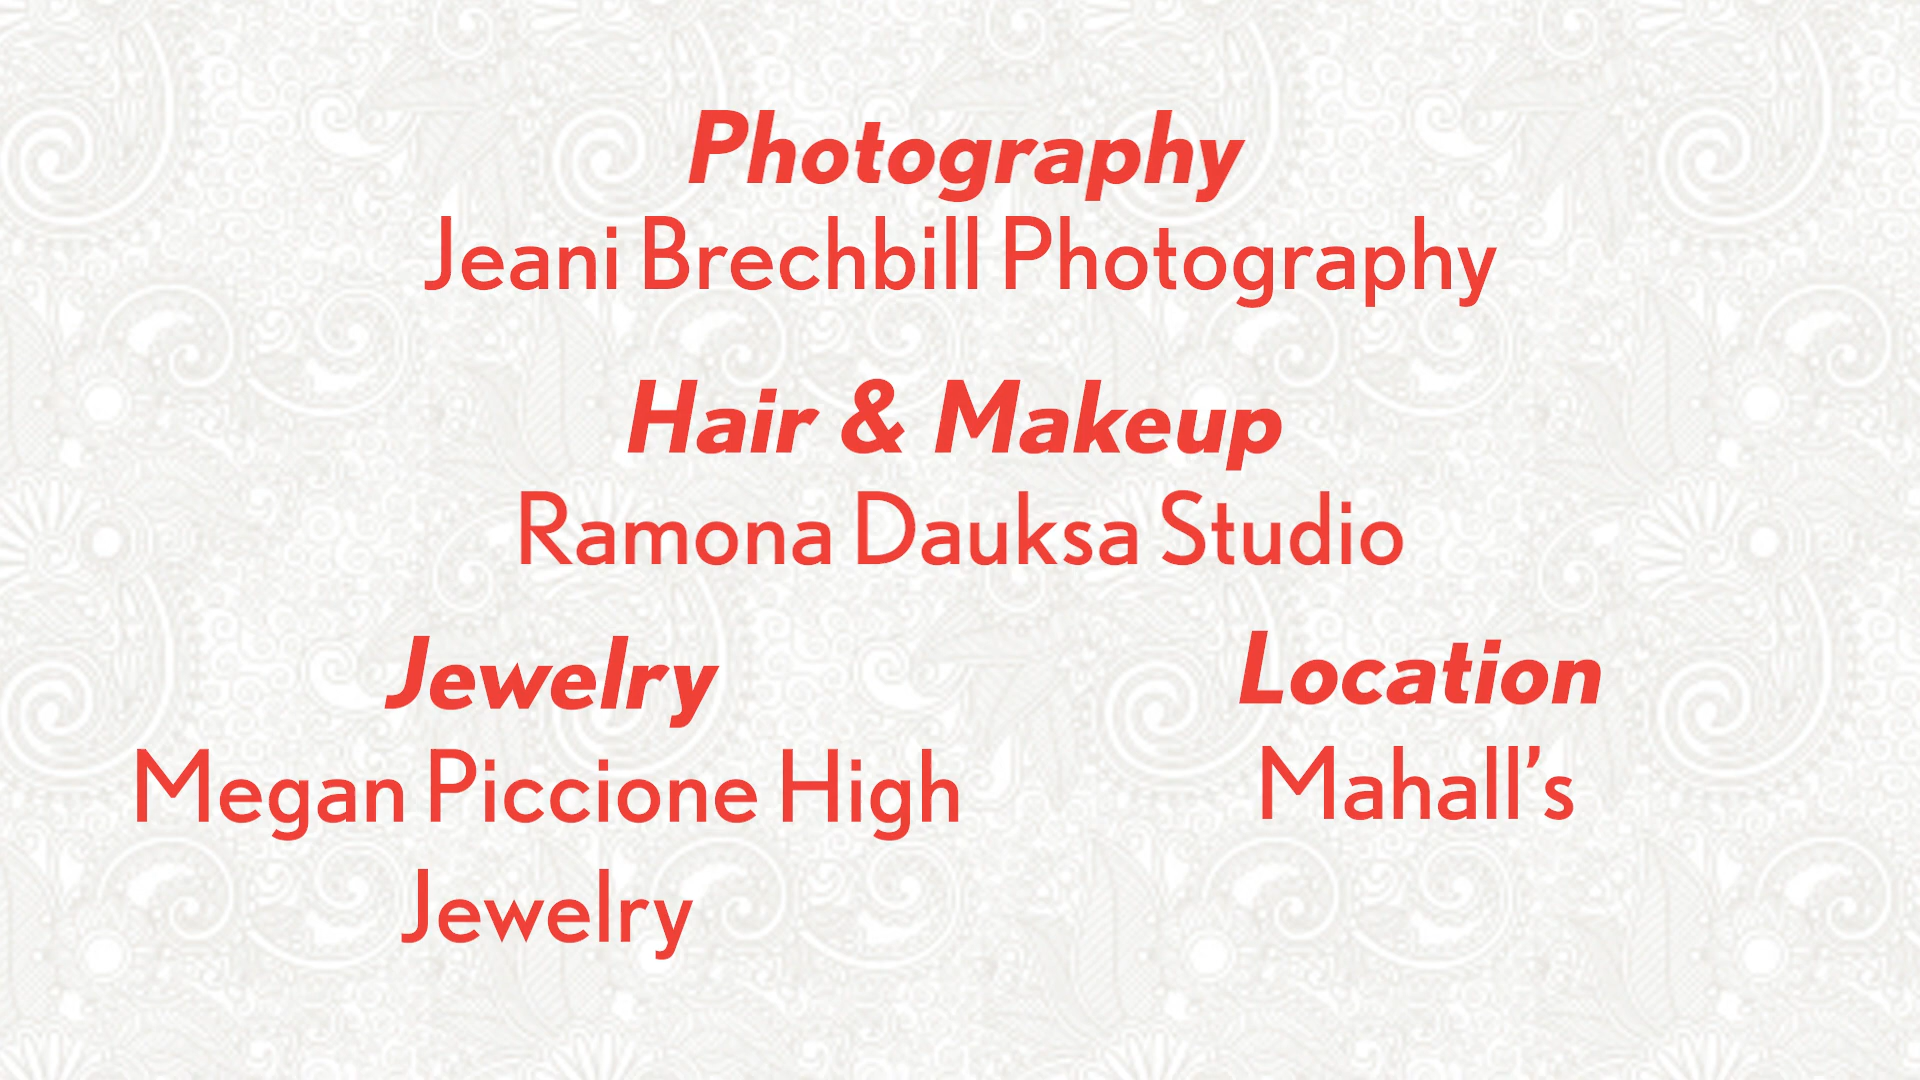 Photography
Jeani Brechbill Photography
Hair & Makeup
Ramona Dauksa Studio
Jewelry
Megan Piccione High
Jewelry
Location
Mahall’s